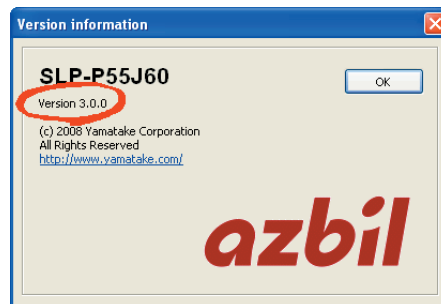 Version information
SLP-P55J60
OK
Version 3.0.0
(c) 2008 Yamatake Corporation
All Rights Reserved
http://www.yamatake.com/
azbil